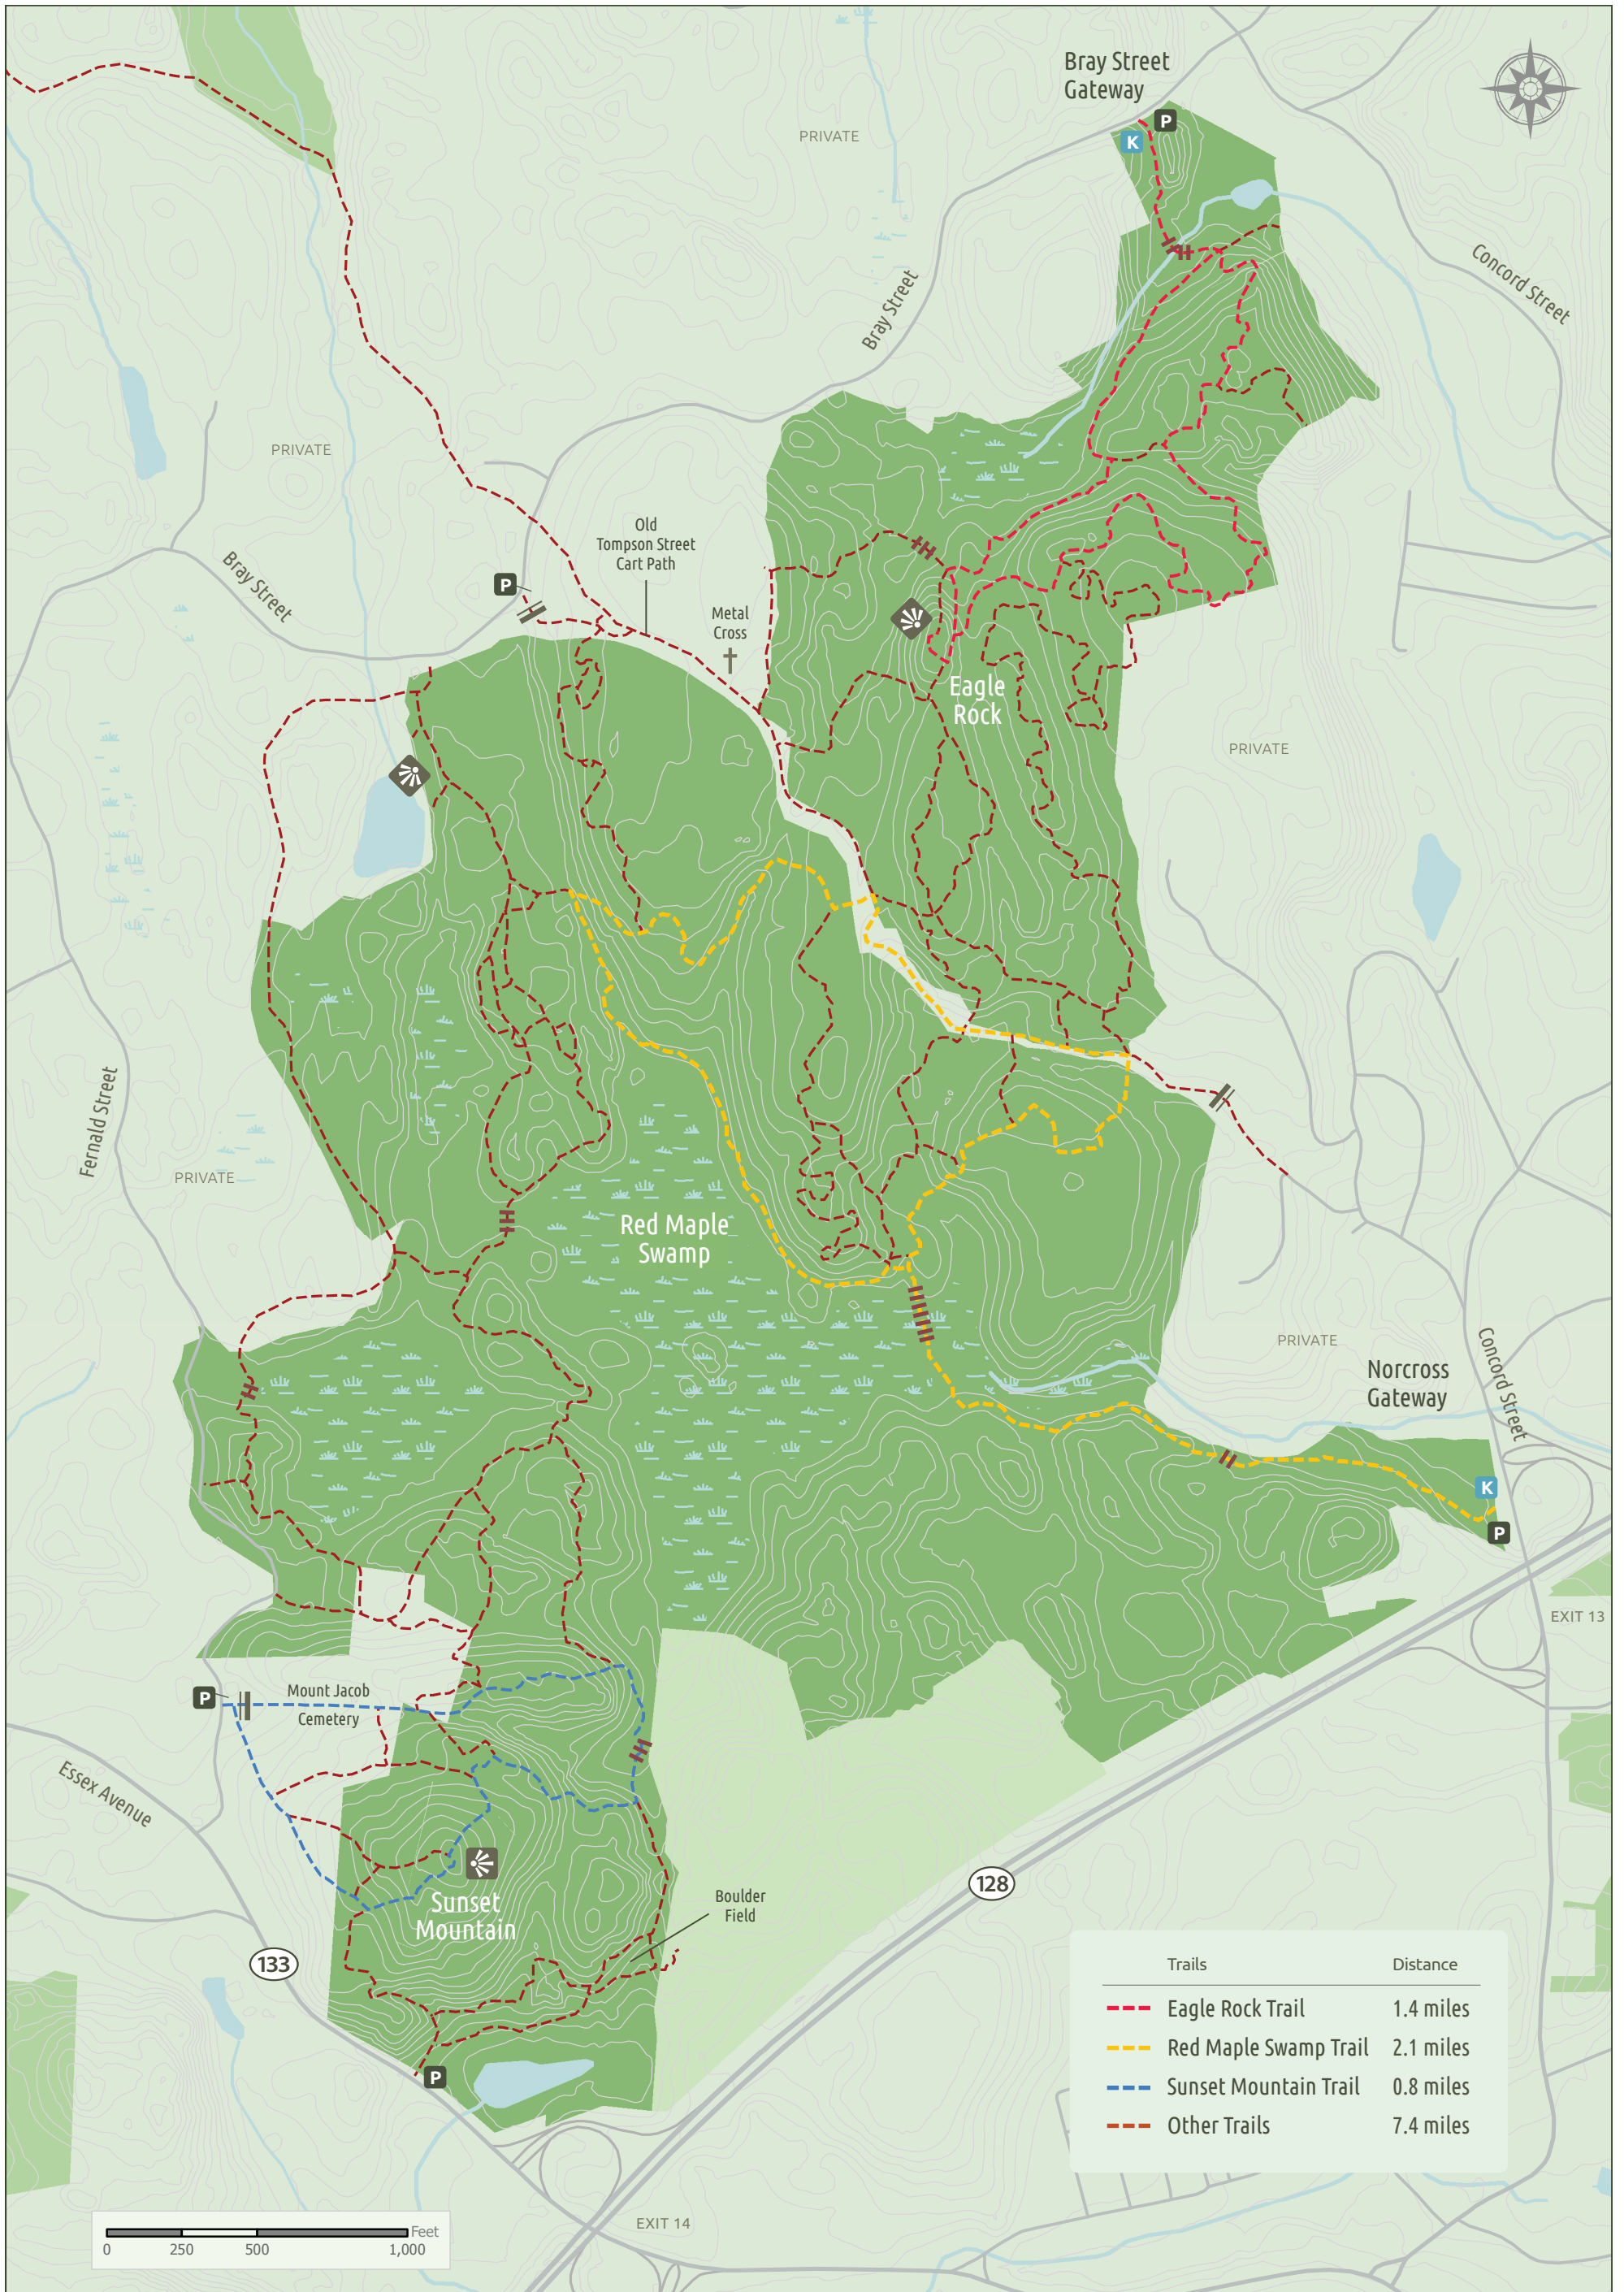 Bray Street
Gateway
P
K
PRIVATE
Concord Street
Bray Street
PRIVATE
Old
Tompson Street
Cart Path
Bray Street
P
Metal
Cross
Eagle
Rock
PRIVATE
Fernald Street
PRIVATE
Red Maple
Swamp
PRIVATE
Concord Street
Norcross
Gateway
K
P
EXIT 13
P
Mount Jacob
Cemetery
Essex Avenue
128
Boulder
Field
Sunset
Mountain
133
P
Trails Distance
Eagle Rock Trail 1.4 miles
Red Maple Swamp Trail 2.1 miles
Sunset Mountain Trail 0.8 miles
Other Trails 7.4 miles
EXIT 14
Feet
0 250 500 1,000